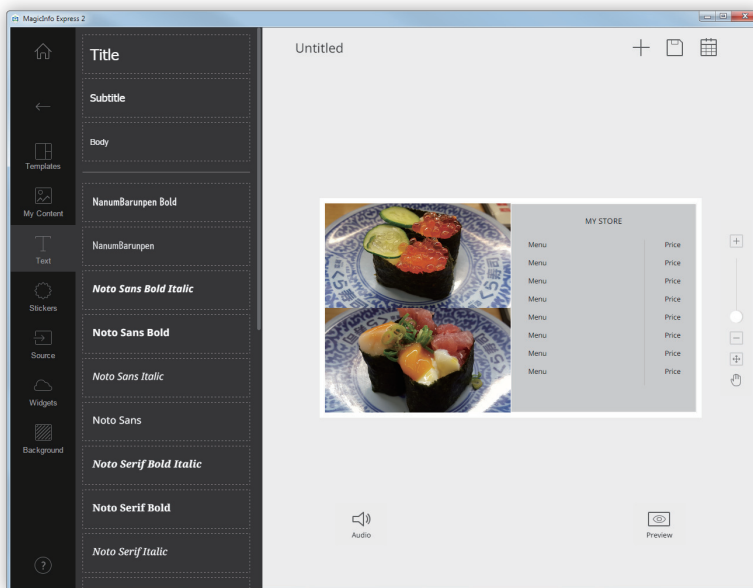 MagicInfo Express 2
Title
Subtitle
Body
NanumBarunpen Bold
NanumBarunpen
Noto Sans Bold Italic
Noto Sans Bold
Noto Sans Italic
Noto Sans
Noto Serif Bold Italic
Noto Serif Bold
Noto Serif Italic
Templates
My Content
Text
Stickers
Source
Widgets
Background
?
Untitled
MY STORE
Menu Price
Menu Price
Menu Price
Menu Price
Menu Price
Menu Price
Menu Price
Menu Price
Audio
Preview